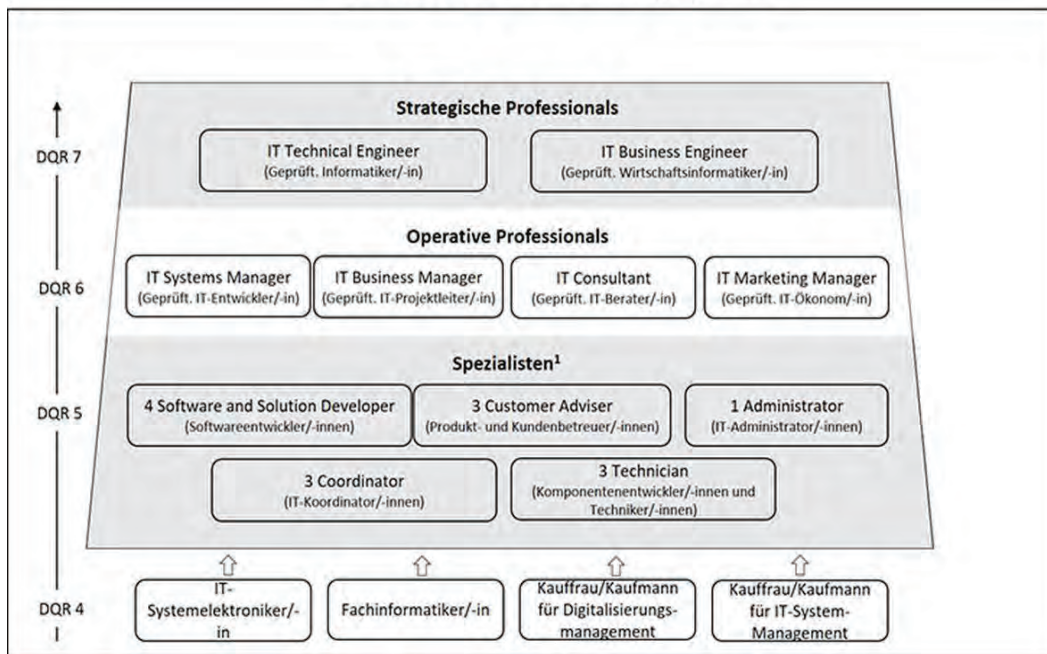 Strategische Professionals
DQR 7
IT Technical Engineer
(Geprüft. Informatiker/-in)
IT Business Engineer
(Geprüft. Wirtschaftsinformatiker/-in)
Operative Professionals
DQR 6
IT Systems Manager
(Geprüft. IT-Entwickler/-in)
IT Business Manager
(Geprüft. IT-Projektleiter/-in)
IT Consultant
(Geprüft. IT-Berater/-in)
IT Marketing Manager
(Geprüft. IT-Ökonom/-in)
Spezialisten¹
DQR 5
4 Software and Solution Developer
(Softwareentwickler/-innen)
3 Customer Adviser
(Produkt- und Kundenbetreuer/-innen)
1 Administrator
(IT-Administrator/-innen)
3 Coordinator
(IT-Koordinator/-innen)
3 Technician
(Komponentenentwickler/-innen und
Techniker/-innen)
DQR 4
IT-
Systemelektroniker/-
in
Fachinformatiker/-in
Kauffrau/Kaufmann
für Digitalisierungs-
management
Kauffrau/Kaufmann
für IT-System-
Management